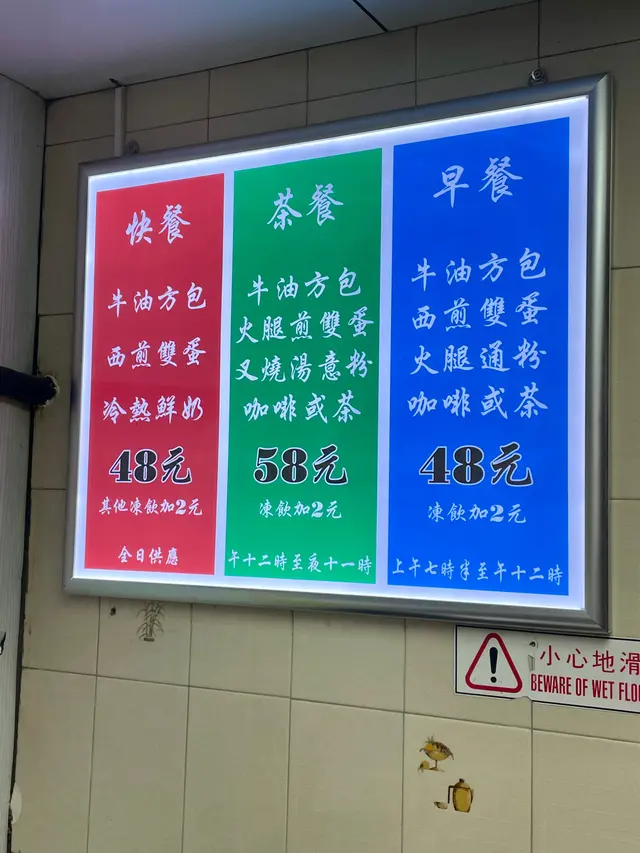 快餐
牛油方包
西煎雙蛋
冷熱鮮奶
48元
其他凍飲加2元
全日供應
茶餐
牛油方包
火腿煎雙蛋
叉燒湯意粉
咖啡或茶
58元
凍飲加2元
午十二時至夜十一時
早餐
牛油方包
西煎雙蛋
火腿通粉
咖啡或茶
48元
凍飲加2元
上午七時半至午十二時
小心地滑
BEWARE OF WET FLO